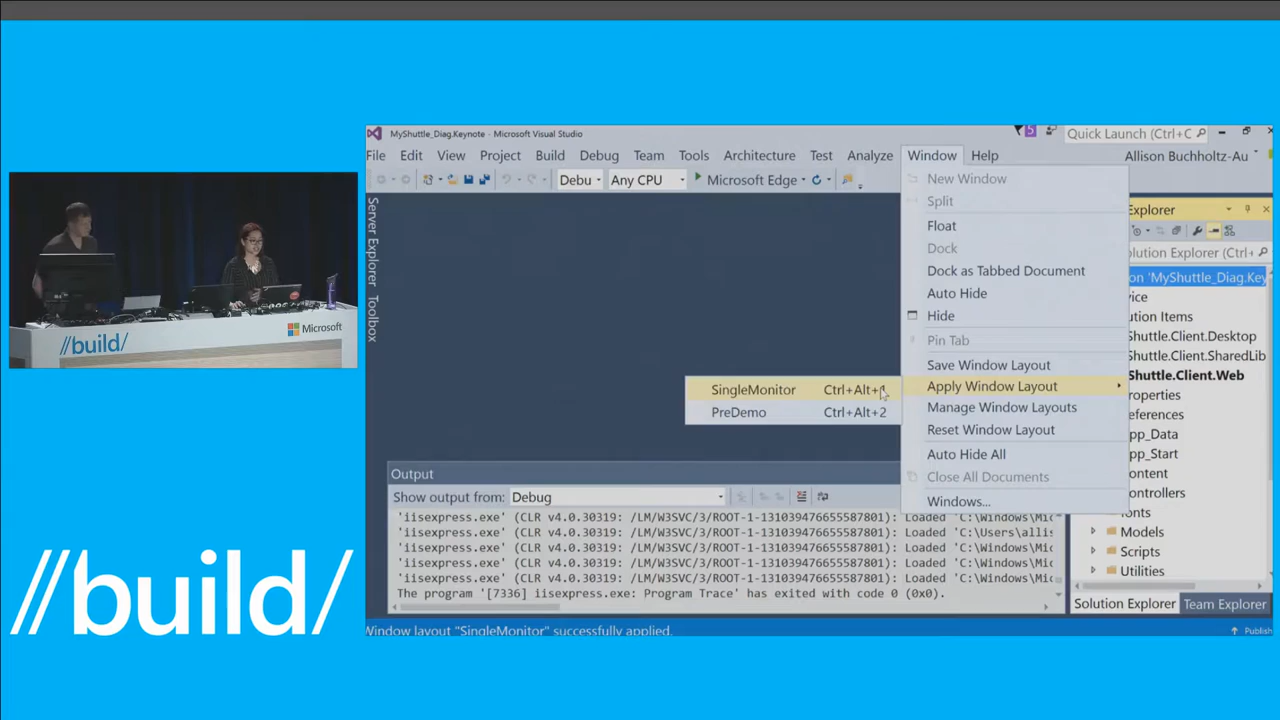 MyShuttle_Diag.Keynote - Microsoft Visual Studio
5
Quick Launch (Ctrl+C
File Edit View Project Build Debug Team Tools Architecture Test Analyze Window Help
Allison Buchholtz-Au
Debu Any CPU Microsoft Edge
Server Explorer
Toolbox
New Window
Split
Float
Dock
Dock as Tabbed Document
Auto Hide
Hide
Pin Tab
Save Window Layout
Apply Window Layout
Manage Window Layouts
Reset Window Layout
Auto Hide All
Close All Documents
Windows...
SingleMonitor Ctrl+Alt+1
PreDemo Ctrl+Alt+2
Explorer
olution Explorer (Ctrl+
on 'MyShuttle_Diag.Key
vice
ution Items
Shuttle.Client.Desktop
Shuttle.Client.SharedLib
Shuttle.Client.Web
Properties
eferences
pp_Data
pp_Start
ontent
ontrollers
onts
Models
Scripts
Utilities
Solution Explorer Team Explorer
Output
Show output from: Debug
'iisexpress.exe' (CLR v4.0.30319: /LM/W3SVC/3/ROOT-1-131039476655587801): Loaded 'C:\Windows\Mic
'iisexpress.exe' (CLR v4.0.30319: /LM/W3SVC/3/ROOT-1-131039476655587801): Loaded 'C:\Users\allis
'iisexpress.exe' (CLR v4.0.30319: /LM/W3SVC/3/ROOT-1-131039476655587801): Loaded 'C:\Windows\Mic
'iisexpress.exe' (CLR v4.0.30319: /LM/W3SVC/3/ROOT-1-131039476655587801): Loaded 'C:\Windows\Mic
'iisexpress.exe' (CLR v4.0.30319: /LM/W3SVC/3/ROOT-1-131039476655587801): Loaded 'C:\Windows\Mic
The program '[7336] iisexpress.exe: Program Trace' has exited with code 0 (0x0).
Window layout "SingleMonitor" successfully applied.
Publish
//build/
Microsoft
//build/